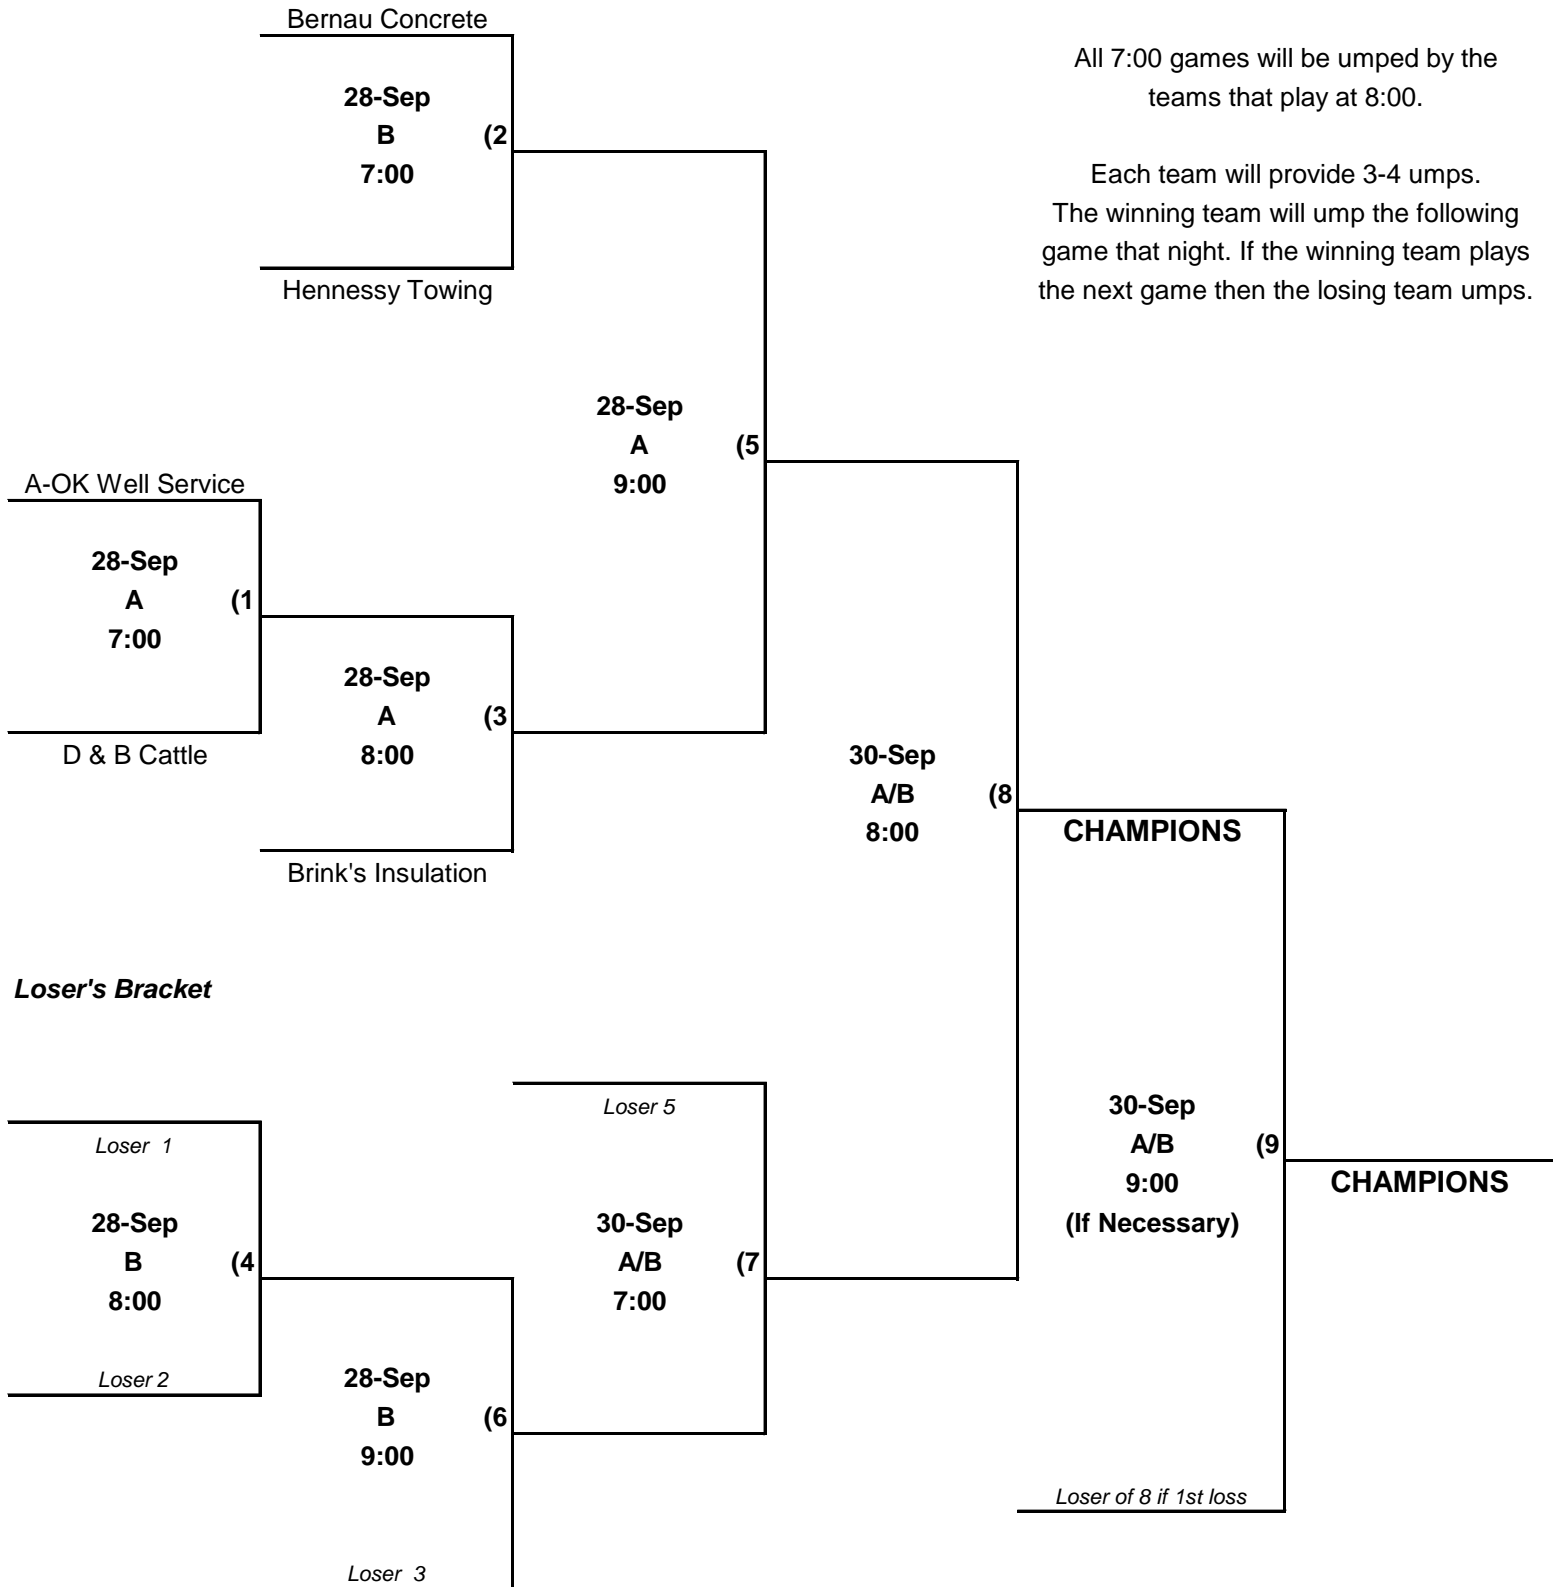 Bernau Concrete
28-Sep
B (2
7:00
Hennessy Towing
All 7:00 games will be umped by the
teams that play at 8:00.
Each team will provide 3-4 umps.
The winning team will ump the following
game that night. If the winning team plays
the next game then the losing team umps.
28-Sep
A (5
9:00
A-OK Well Service
28-Sep
A (1
7:00
D & B Cattle
28-Sep
A (3
8:00
Brink's Insulation
30-Sep
A/B (8
8:00
CHAMPIONS
Loser's Bracket
Loser 1
28-Sep
B (4
8:00
Loser 2
Loser 5
30-Sep
A/B (7
7:00
28-Sep
B (6
9:00
Loser 3
30-Sep
A/B (9
9:00
(If Necessary)
CHAMPIONS
Loser of 8 if 1st loss